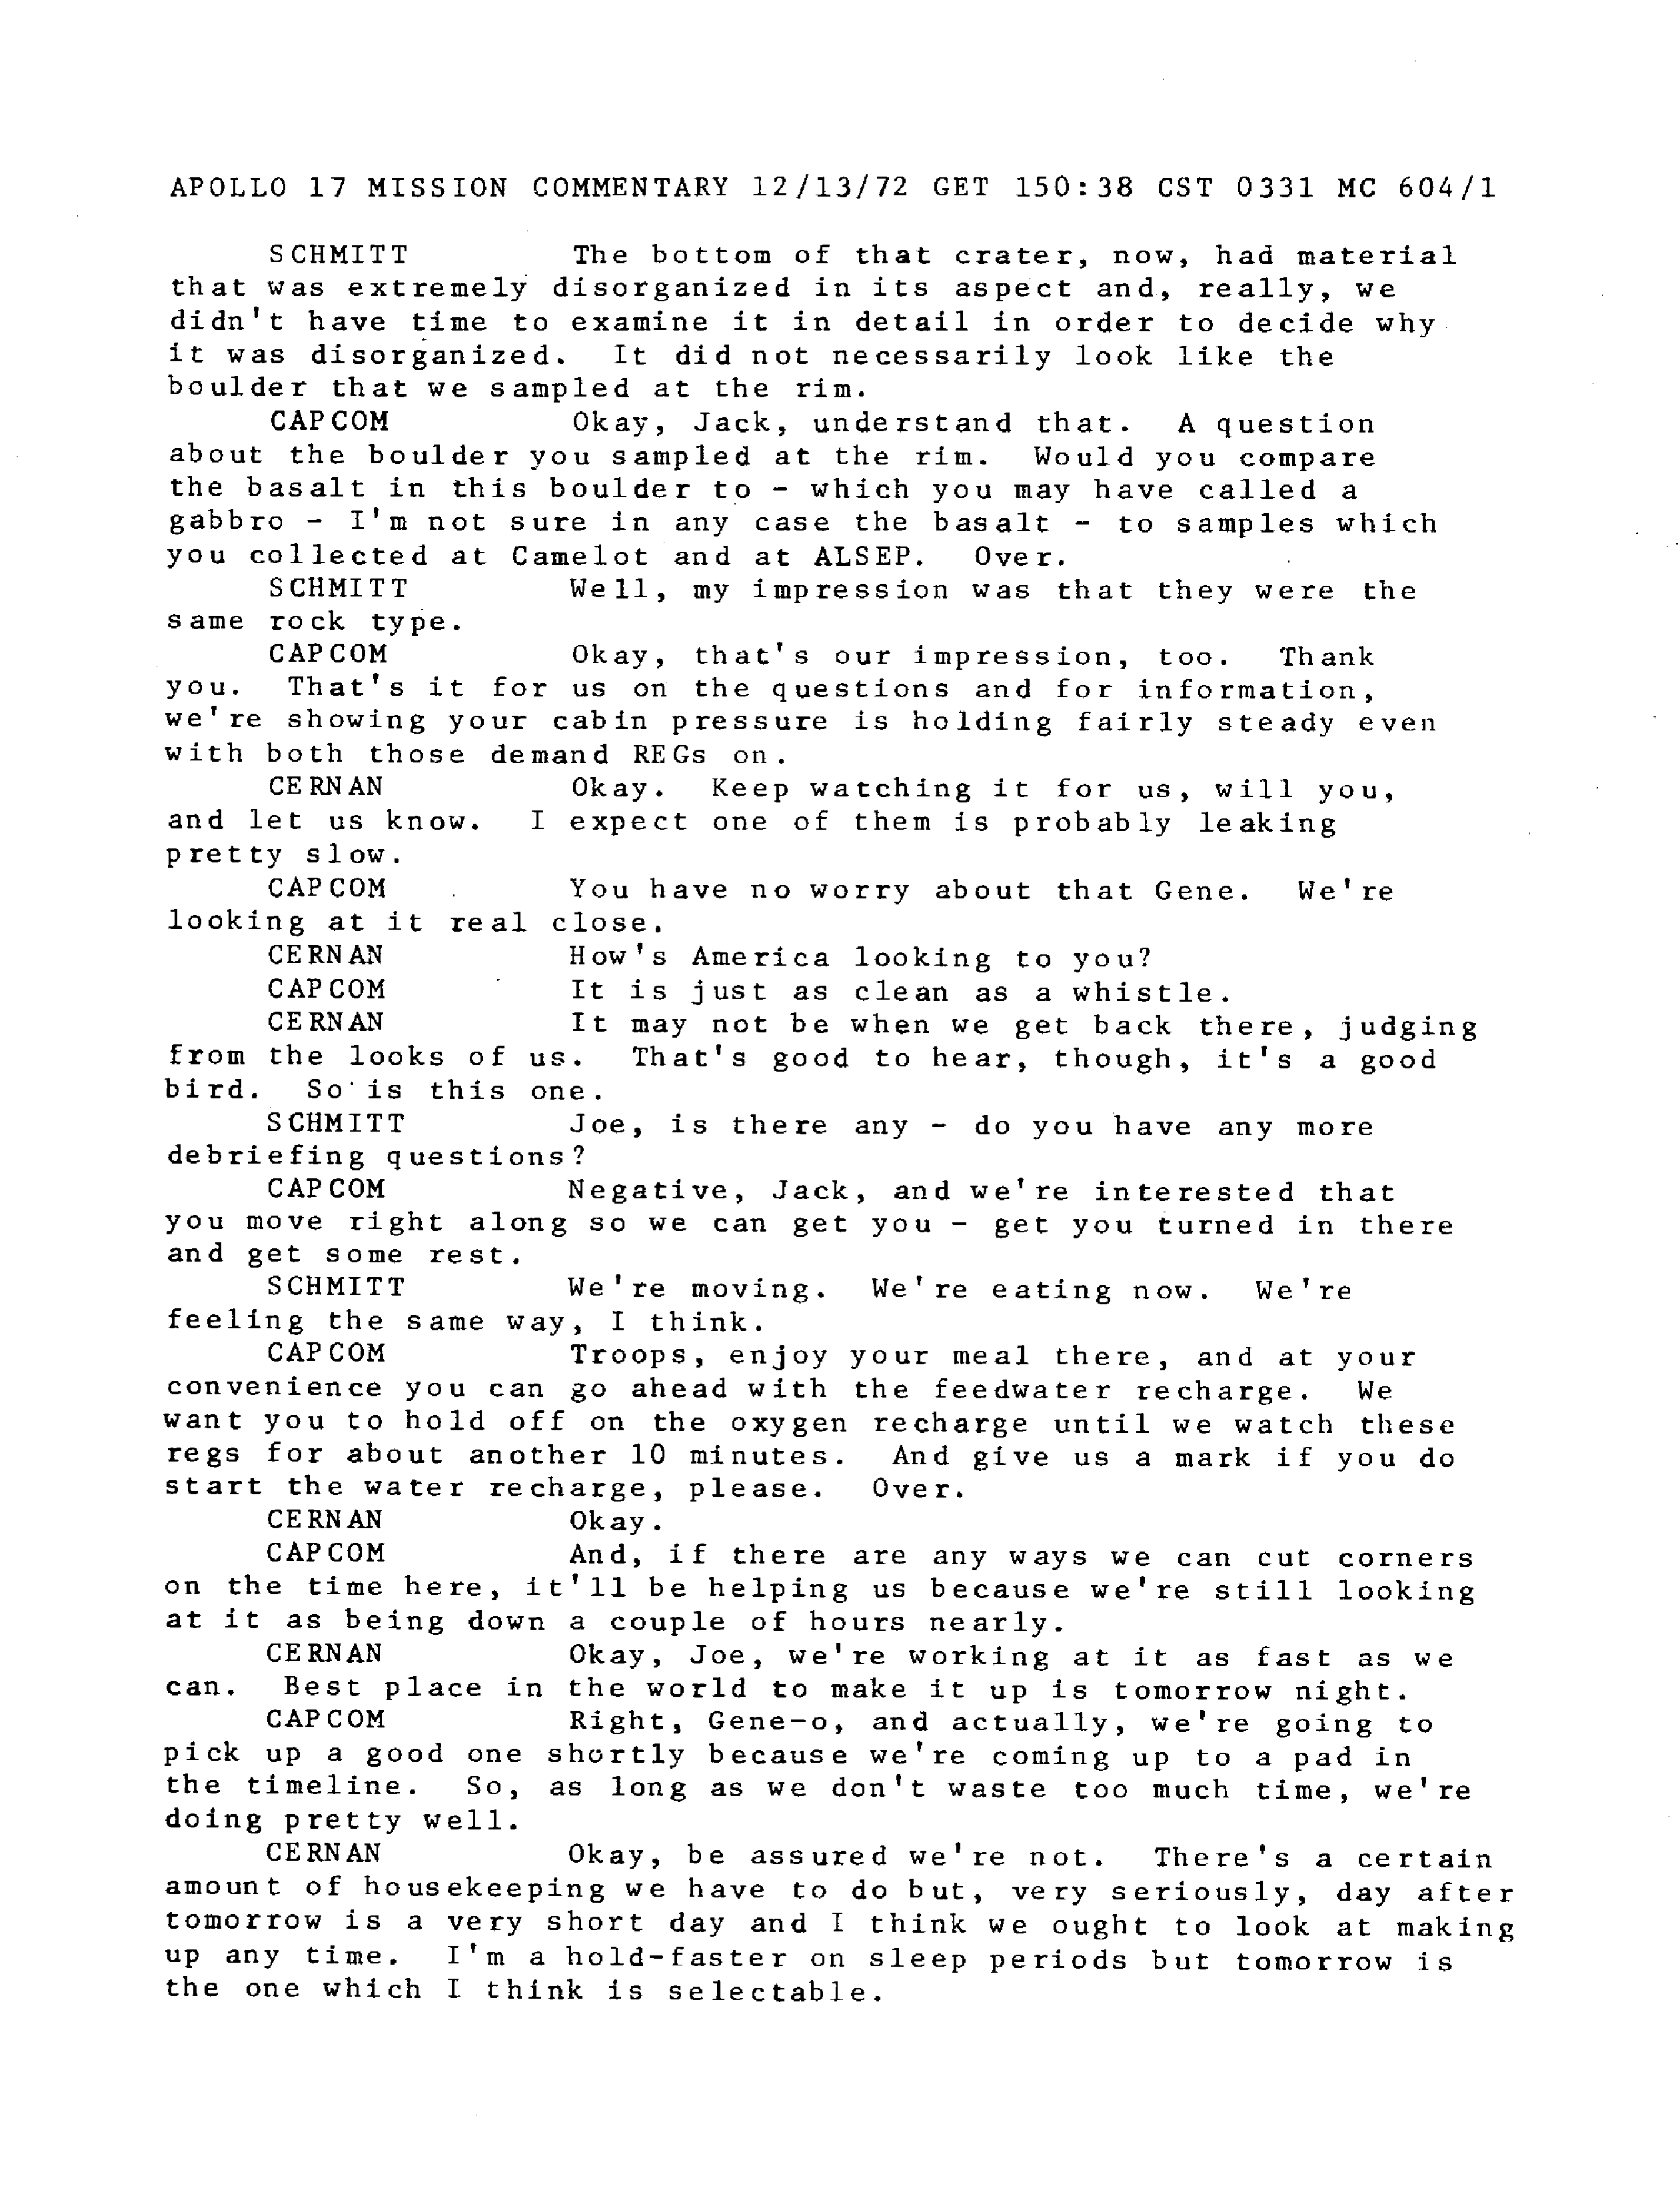 APOLLO 17 MISSION COMMENTARY 12/13/72 GET 150:38 CST 0331 MC 604/1
SCHMITT The bottom of that crater, now, had material
that was extremely disorganized in its aspect and, really, we
didn't have time to examine it in detail in order to decide why
it was disorganized. It did not necessarily look like the
boulder that we sampled at the rim.
CAPCOM Okay, Jack, understand that. A question
about the boulder you sampled at the rim. Would you compare
the basalt in this boulder to - which you may have called a
gabbro - I'm not sure in any case the basalt - to samples which
you collected at Camelot and at ALSEP. Over.
SCHMITT Well, my impression was that they were the
same rock type.
CAPCOM Okay, that's our impression, too. Thank
you. That's it for us on the questions and for information,
we're showing your cabin pressure is holding fairly steady even
with both those demand REGs on.
CERNAN Okay. Keep watching it for us, will you,
and let us know. I expect one of them is probably leaking
pretty slow.
CAPCOM You have no worry about that Gene. We're
looking at it real close.
CERNAN How's America looking to you?
CAPCOM It is just as clean as a whistle.
CERNAN It may not be when we get back there, judging
from the looks of us. That's good to hear, though, it's a good
bird. So is this one.
SCHMITT Joe, is there any - do you have any more
debriefing questions?
CAPCOM Negative, Jack, and we're interested that
you move right along so we can get you - get you turned in there
and get some rest.
SCHMITT We're moving. We're eating now. We're
feeling the same way, I think.
CAPCOM Troops, enjoy your meal there, and at your
convenience you can go ahead with the feedwater recharge. We
want you to hold off on the oxygen recharge until we watch these
regs for about another 10 minutes. And give us a mark if you do
start the water recharge, please. Over.
CERNAN Okay.
CAPCOM And, if there are any ways we can cut corners
on the time here, it'll be helping us because we're still looking
at it as being down a couple of hours nearly.
CERNAN Okay, Joe, we're working at it as fast as we
can. Best place in the world to make it up is tomorrow night.
CAPCOM Right, Gene-o, and actually, we're going to
pick up a good one shortly because we're coming up to a pad in
the timeline. So, as long as we don't waste too much time, we're
doing pretty well.
CERNAN Okay, be assured we're not. There's a certain
amount of housekeeping we have to do but, very seriously, day after
tomorrow is a very short day and I think we ought to look at making
up any time. I'm a hold-faster on sleep periods but tomorrow is
the one which I think is selectable.